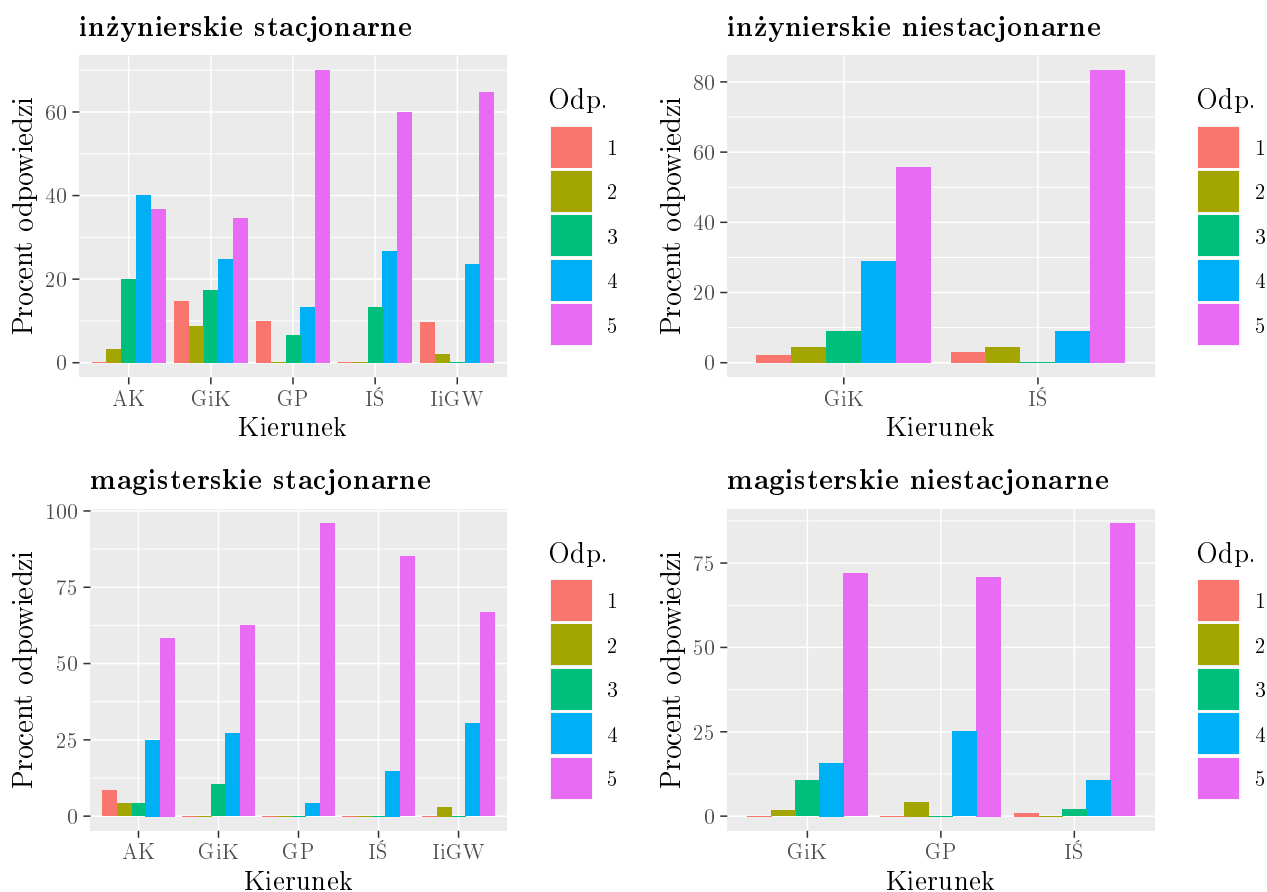 inżynierskie stacjonarne
Procent odpowiedzi
60
40
20
0
AK GiK GP IŚ IiGW
Kierunek
Odp.
1
2
3
4
5
inżynierskie niestacjonarne
Procent odpowiedzi
80
60
40
20
0
GiK IŚ
Kierunek
Odp.
1
2
3
4
5
magisterskie stacjonarne
Procent odpowiedzi
100
75
50
25
0
AK GiK GP IŚ IiGW
Kierunek
Odp.
1
2
3
4
5
magisterskie niestacjonarne
Procent odpowiedzi
75
50
25
0
GiK GP IŚ
Kierunek
Odp.
1
2
3
4
5